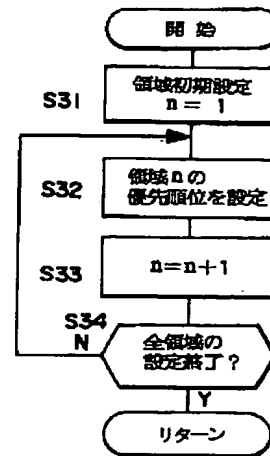 開始
S31
領域初期設定
n = 1
S32
領域nの
優先順位を設定
S33
n=n+1
S34
N
全領域の
設定終了?
Y
リターン